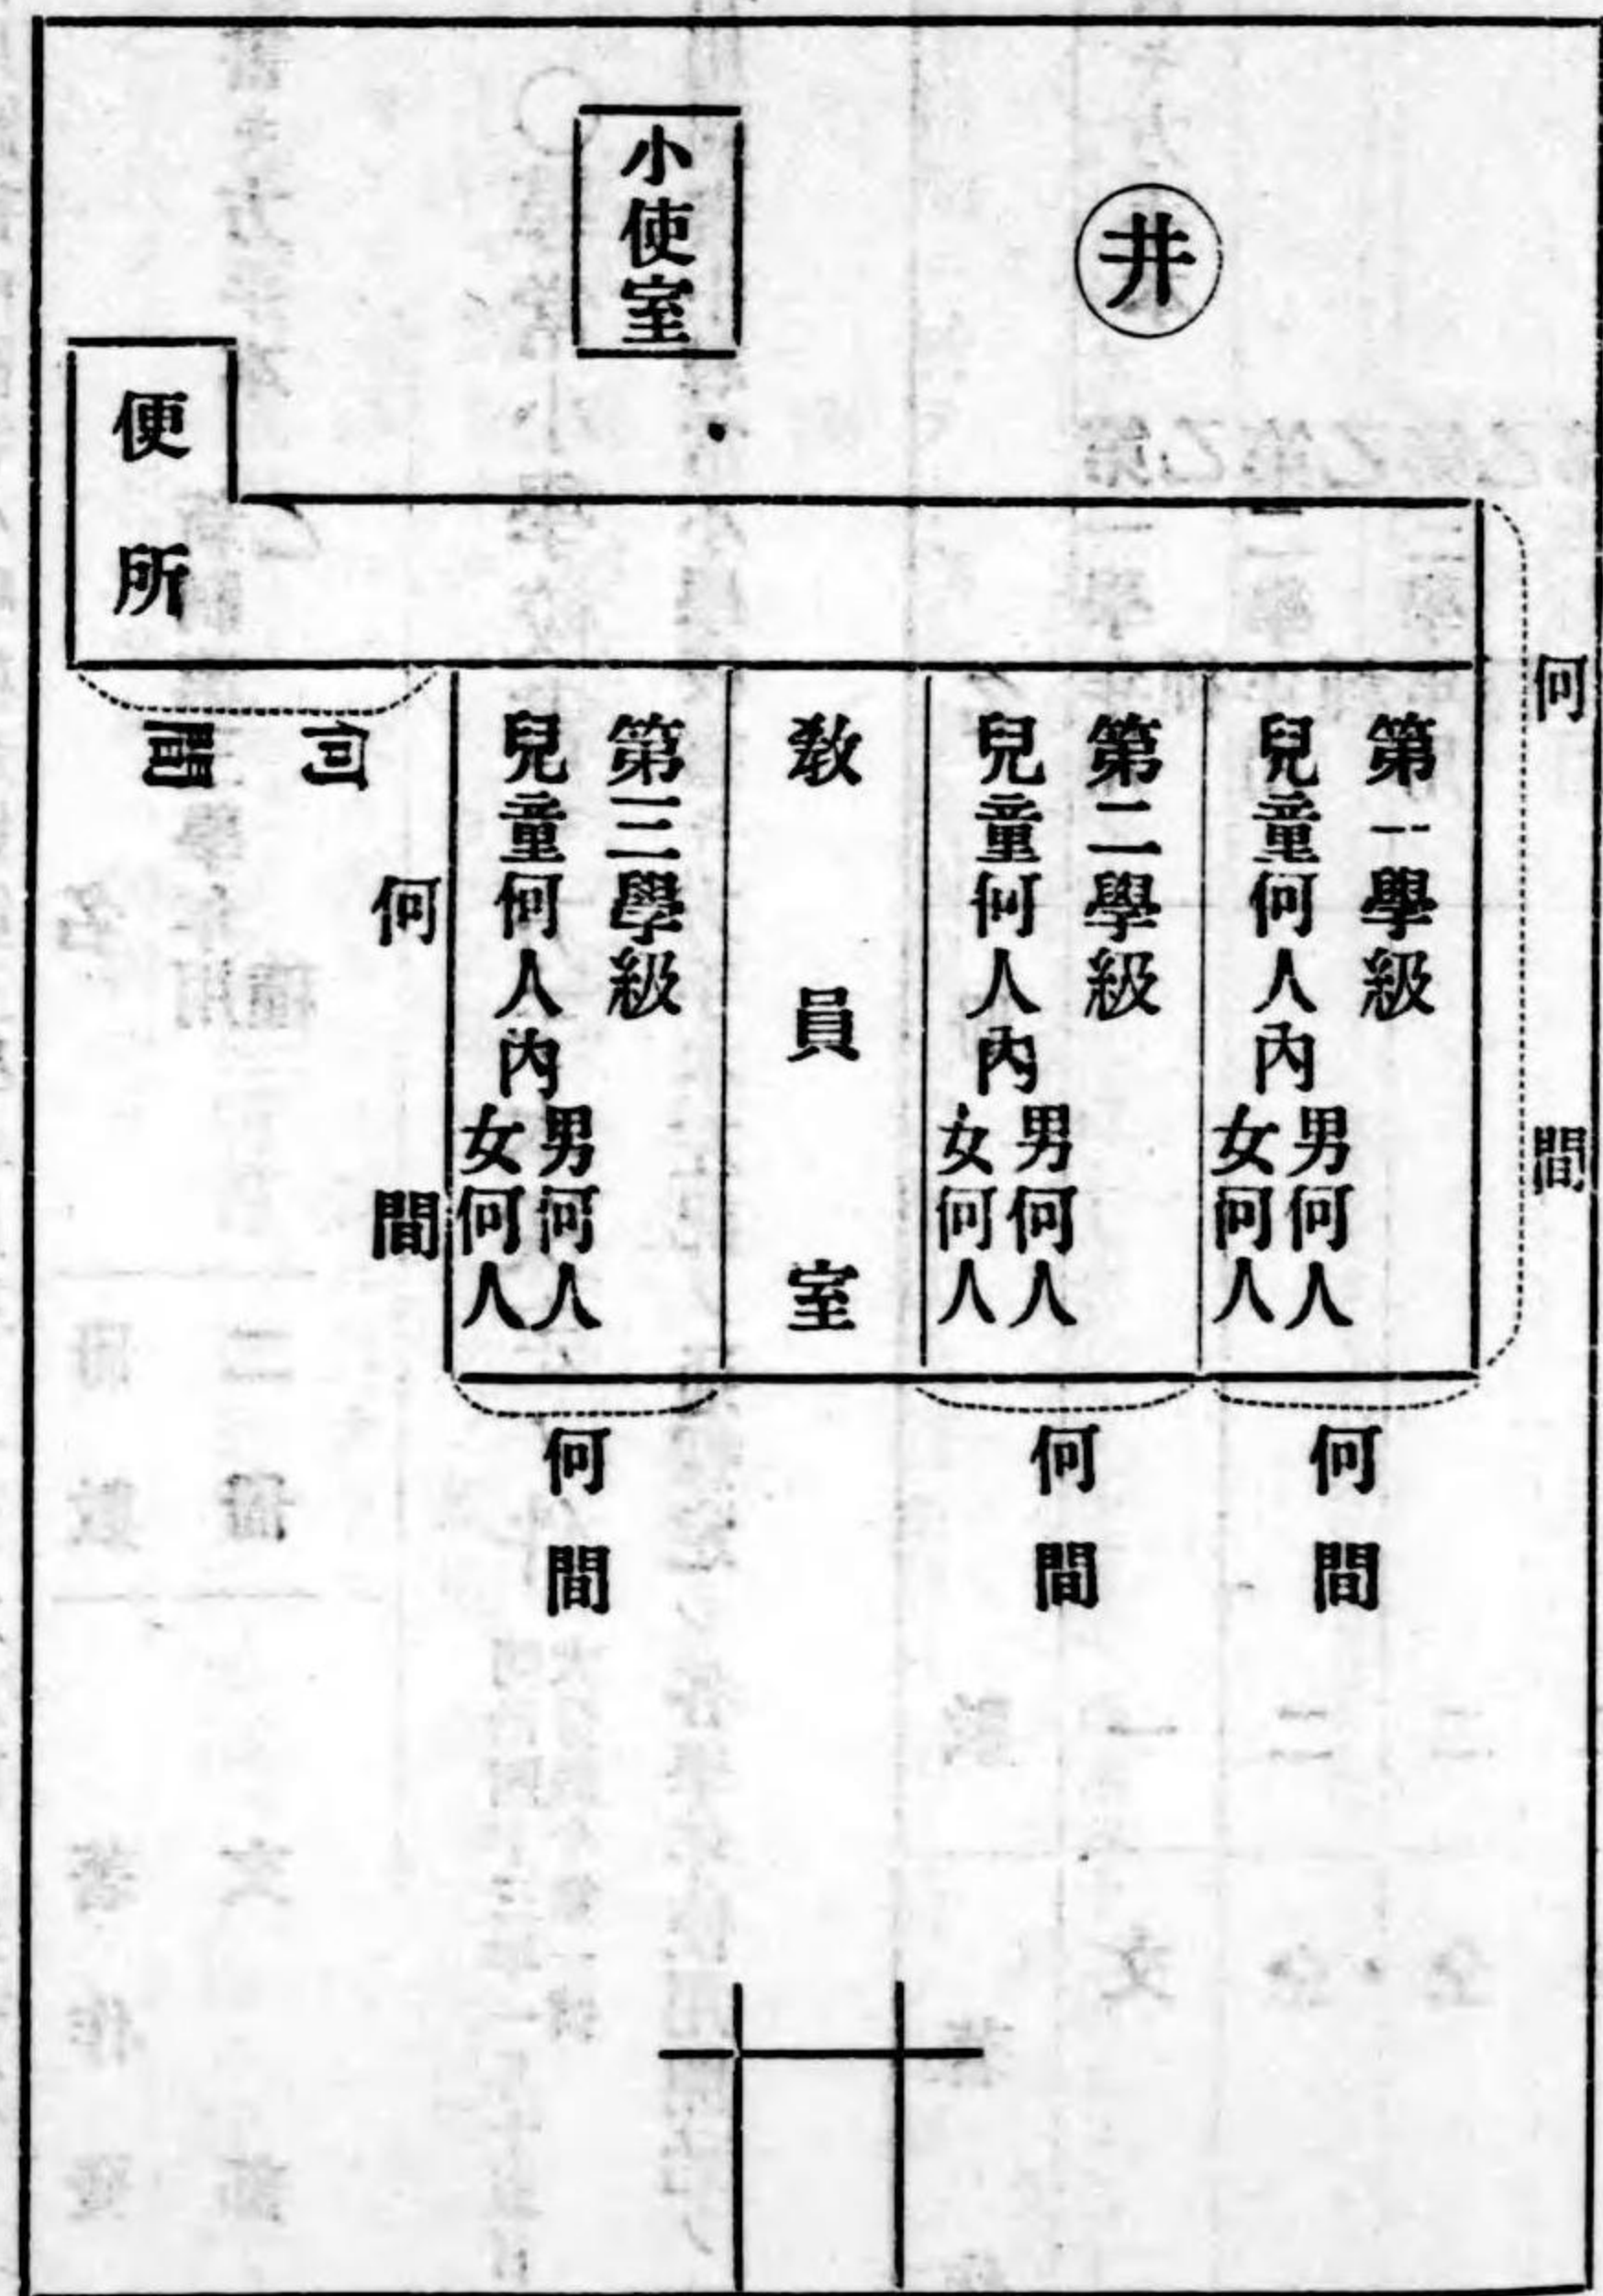 井
小使室
便所
何間
第一學級
兒童何人內
男何人
女何人
第二學級
兒童何人內
男何人
女何人
敎員室
第三學級
兒童何人內
男何人
女何人
何間
何間
何間
何間
何間